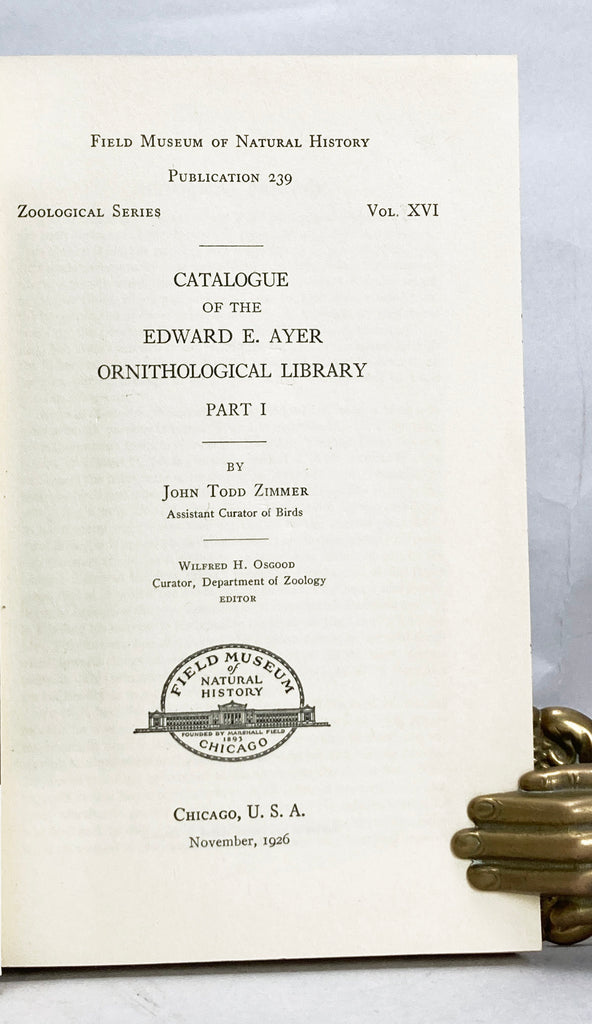 Field Museum of Natural History
Publication 239
Zoological Series Vol. XVI
CATALOGUE
OF THE
EDWARD E. AYER
ORNITHOLOGICAL LIBRARY
PART I
BY
John Todd Zimmer
Assistant Curator of Birds
Wilfred H. Osgood
Curator, Department of Zoology
EDITOR
FIELD MUSEUM
of
NATURAL
HISTORY
FOUNDED BY MARSHALL FIELD
1893
CHICAGO
Chicago, U. S. A.
November, 1926